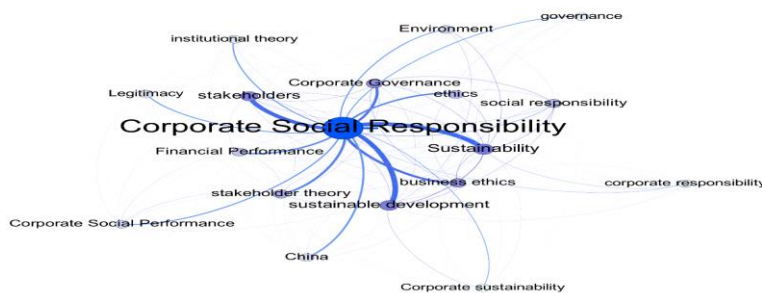 governance
Environment
institutional theory
Corporate Governance
Legitimacy
stakeholders
ethics
social responsibility
Corporate Social Responsibility
Financial Performance
Sustainability
business ethics
corporate responsibility
stakeholder theory
sustainable development
Corporate Social Performance
China
Corporate sustainability